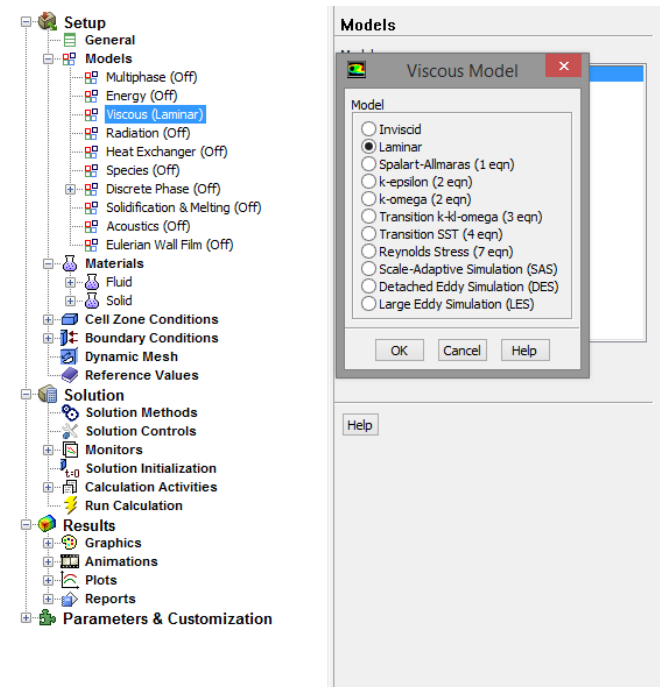 Setup
General
Models
Multiphase (Off)
Energy (Off)
Viscous (Laminar)
Radiation (Off)
Heat Exchanger (Off)
Species (Off)
Discrete Phase (Off)
Solidification & Melting (Off)
Acoustics (Off)
Eulerian Wall Film (Off)
Materials
Fluid
Solid
Cell Zone Conditions
Boundary Conditions
Dynamic Mesh
Reference Values
Solution
Solution Methods
Solution Controls
Monitors
t=0 Solution Initialization
Calculation Activities
Run Calculation
Results
Graphics
Animations
Plots
Reports
Parameters & Customization
Models
Viscous Model
Model
Inviscid
Laminar
Spalart-Allmaras (1 eqn)
k-epsilon (2 eqn)
k-omega (2 eqn)
Transition k-kl-omega (3 eqn)
Transition SST (4 eqn)
Reynolds Stress (7 eqn)
Scale-Adaptive Simulation (SAS)
Detached Eddy Simulation (DES)
Large Eddy Simulation (LES)
OK Cancel Help
Help